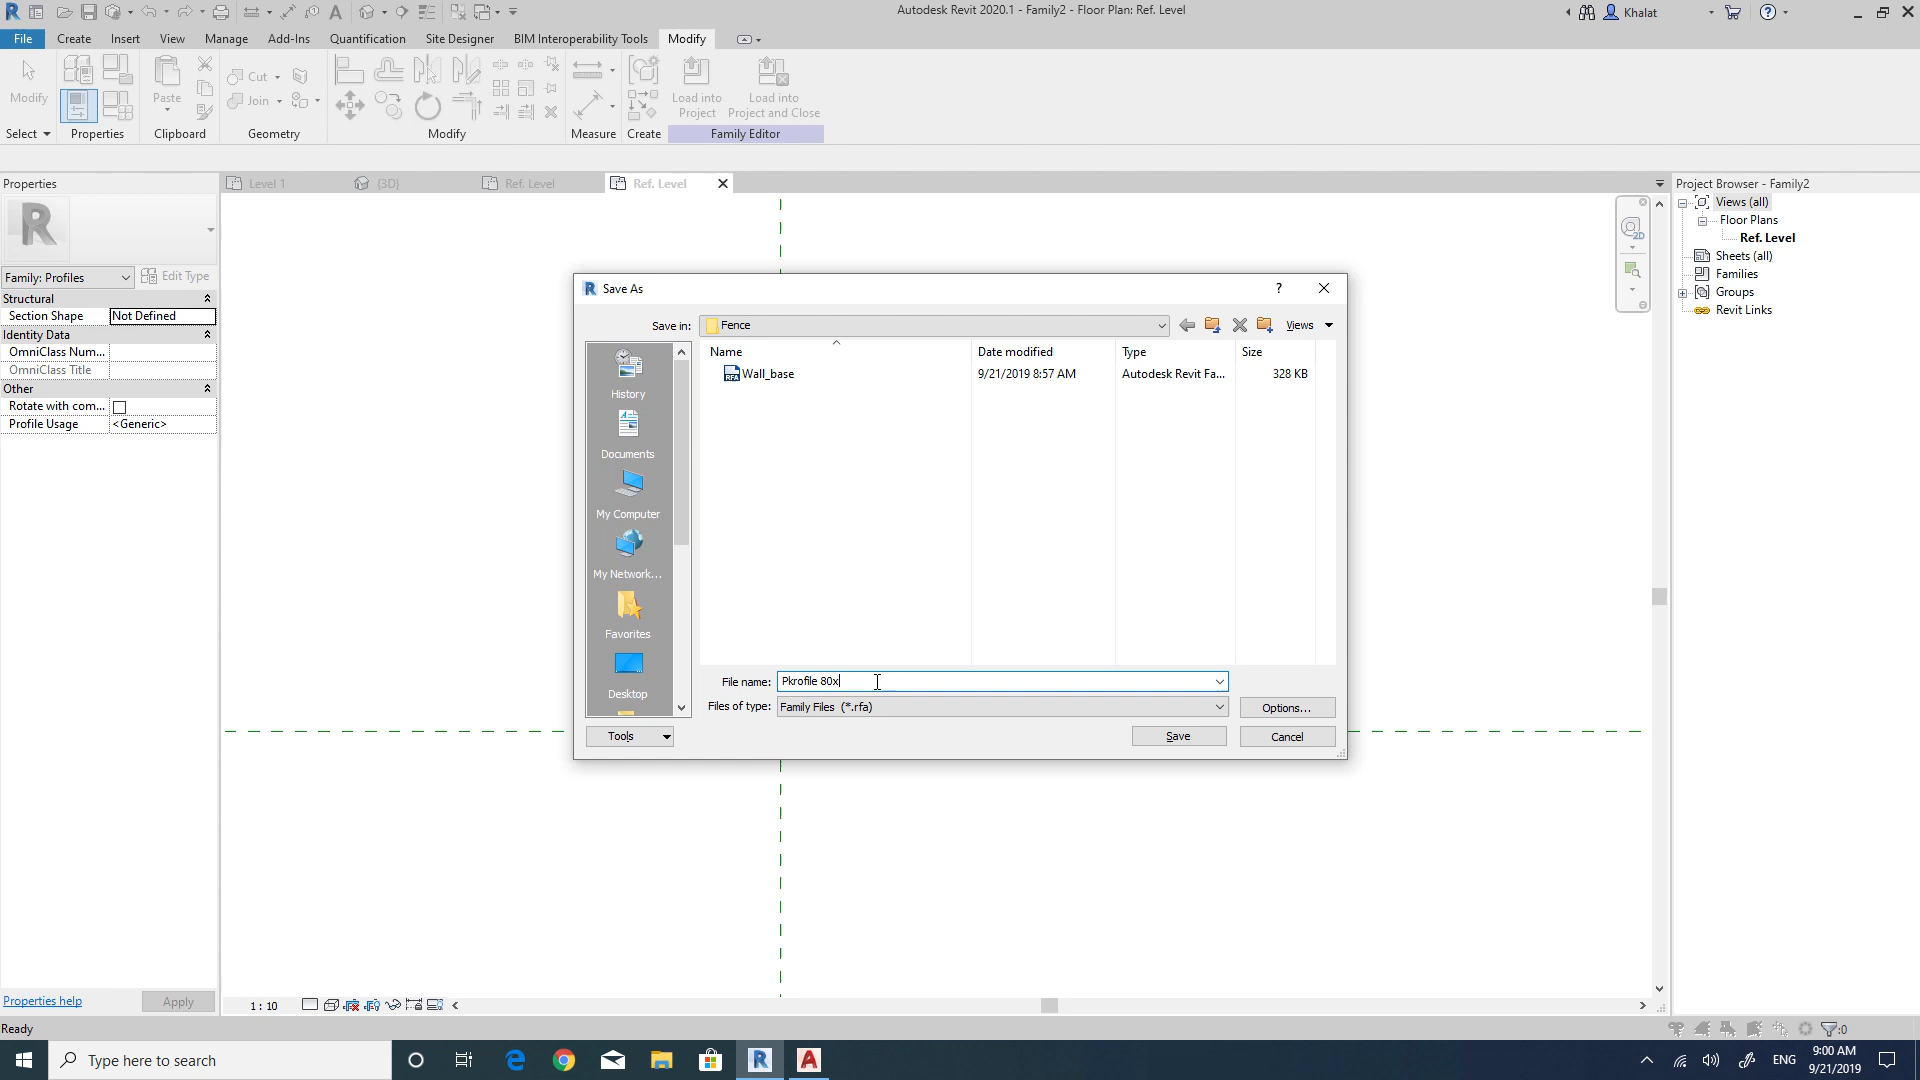 Autodesk Revit 2020.1 - Family2 - Floor Plan: Ref. Level
Khalat
File Create Insert View Manage Add-Ins Quantification Site Designer BIM Interoperability Tools Modify
Modify Paste Cut Join Load into Project Load into Project and Close
Select Properties Clipboard Geometry Modify Measure Create Family Editor
Properties
Level 1 {3D} Ref. Level Ref. Level
Project Browser - Family2
Views (all)
Floor Plans
Ref. Level
Sheets (all)
Families
Groups
Revit Links
2D
R
Family: Profiles Edit Type
Structural
Section Shape Not Defined
Identity Data
OmniClass Num...
OmniClass Title
Other
Rotate with com...
Profile Usage <Generic>
Save As
Save in: Fence Views
Name Date modified Type Size
Wall_base 9/21/2019 8:57 AM Autodesk Revit Fa... 328 KB
History
Documents
My Computer
My Network...
Favorites
Desktop
File name: Pkrofile 80x
Files of type: Family Files (*.rfa) Options...
Tools Save Cancel
Properties help Apply
1 : 10
Ready
:0
Type here to search
ENG
9:00 AM
9/21/2019